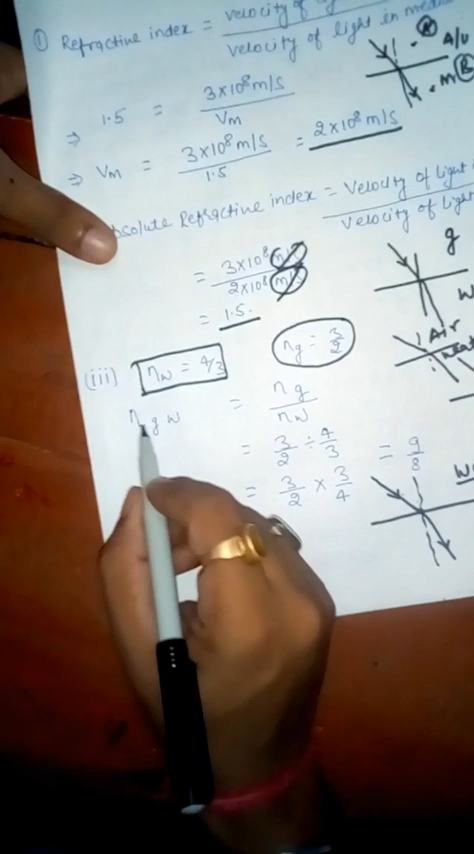 ① Refractive index = velocity of
velocity of light in
⇒ 1.5 = 3×10⁸ m/s
Vm
⇒ Vm = 3×10⁸ m/s = 2×10⁸ m/s
1.5
Refractive index = Velocity of light
Velocity of light
= 3×10⁸ m/s
2×10⁸ m/s
= 1.5.
(iii) nw = 4/3 ng = 3/2
ngw = ng
nw
= 3/2 ÷ 4/3 = 9/8
= 3/2 × 3/4
A
B
g
W
Air